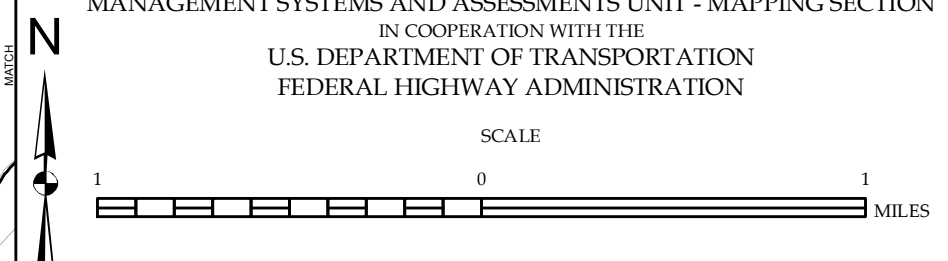 MANAGEMENT SYSTEMS AND ASSESSMENTS UNIT - MAPPING SECTION
IN COOPERATION WITH THE
U.S. DEPARTMENT OF TRANSPORTATION
FEDERAL HIGHWAY ADMINISTRATION
N
MATCH
SCALE
1 0 1
MILES